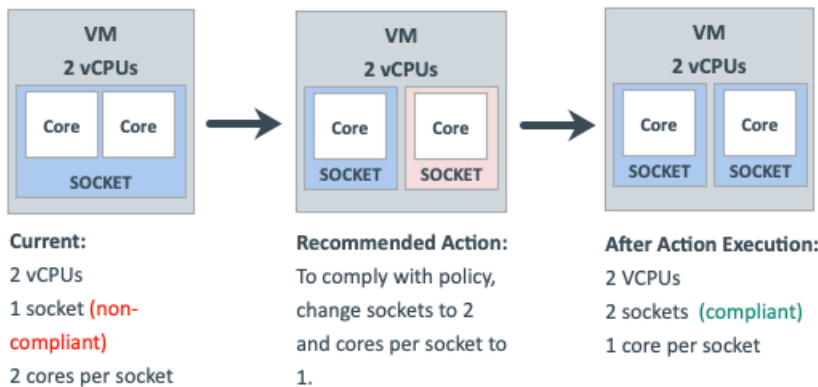 VM
2 vCPUs
Core Core
SOCKET
Current:
2 vCPUs
1 socket (non-
compliant)
2 cores per socket
VM
2 vCPUs
Core Core
SOCKET SOCKET
Recommended Action:
To comply with policy,
change sockets to 2
and cores per socket to
1.
VM
2 vCPUs
Core Core
SOCKET SOCKET
After Action Execution:
2 VCPUs
2 sockets (compliant)
1 core per socket